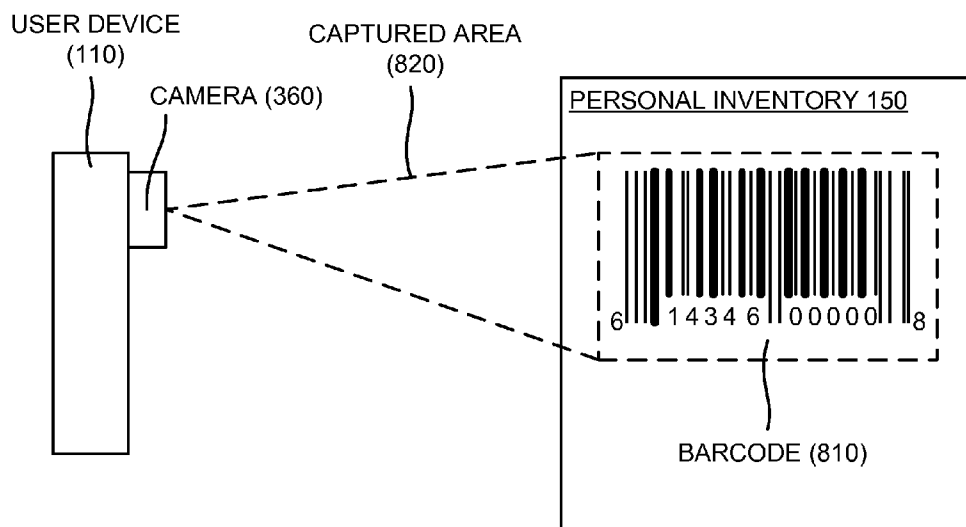 USER DEVICE
(110)
CAPTURED AREA
(820)
CAMERA (360)
PERSONAL INVENTORY 150
6 14346 00000 8
BARCODE (810)